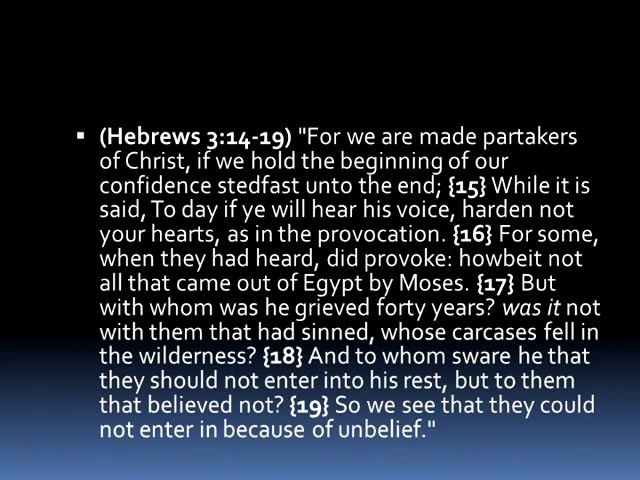 ▪ (Hebrews 3:14-19) "For we are made partakers
of Christ, if we hold the beginning of our
confidence stedfast unto the end; {15} While it is
said, To day if ye will hear his voice, harden not
your hearts, as in the provocation. {16} For some,
when they had heard, did provoke: howbeit not
all that came out of Egypt by Moses. {17} But
with whom was he grieved forty years? was it not
with them that had sinned, whose carcases fell in
the wilderness? {18} And to whom sware he that
they should not enter into his rest, but to them
that believed not? {19} So we see that they could
not enter in because of unbelief."